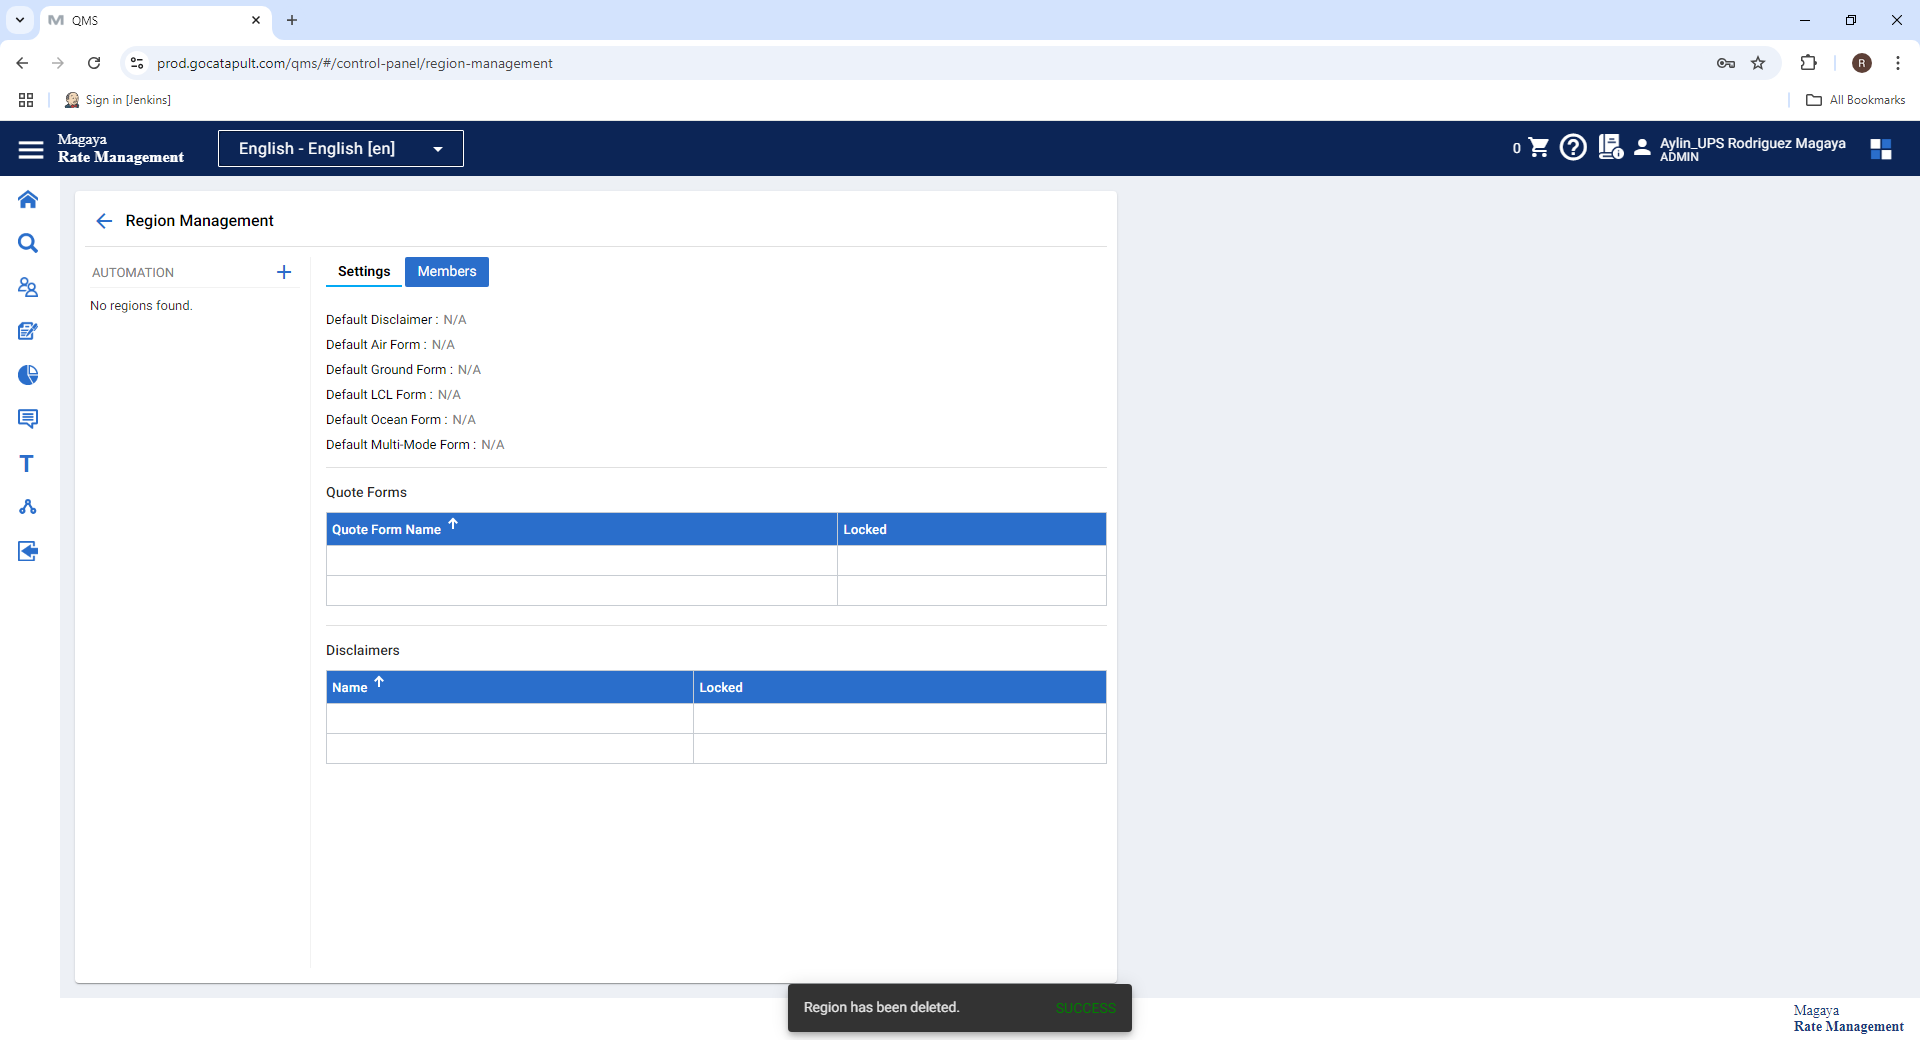 QMS
prod.gocatapult.com/qms/#/control-panel/region-management
R
Sign in [Jenkins]
All Bookmarks
Magaya
Rate Management
English - English [en]
0
Aylin_UPS Rodriguez Magaya
ADMIN
Region Management
AUTOMATION
No regions found.
Settings
Members
Default Disclaimer : N/A
Default Air Form : N/A
Default Ground Form : N/A
Default LCL Form : N/A
Default Ocean Form : N/A
Default Multi-Mode Form : N/A
Quote Forms
Quote Form Name
Locked
Disclaimers
Name
Locked
T
Region has been deleted.
SUCCESS
Magaya
Rate Management